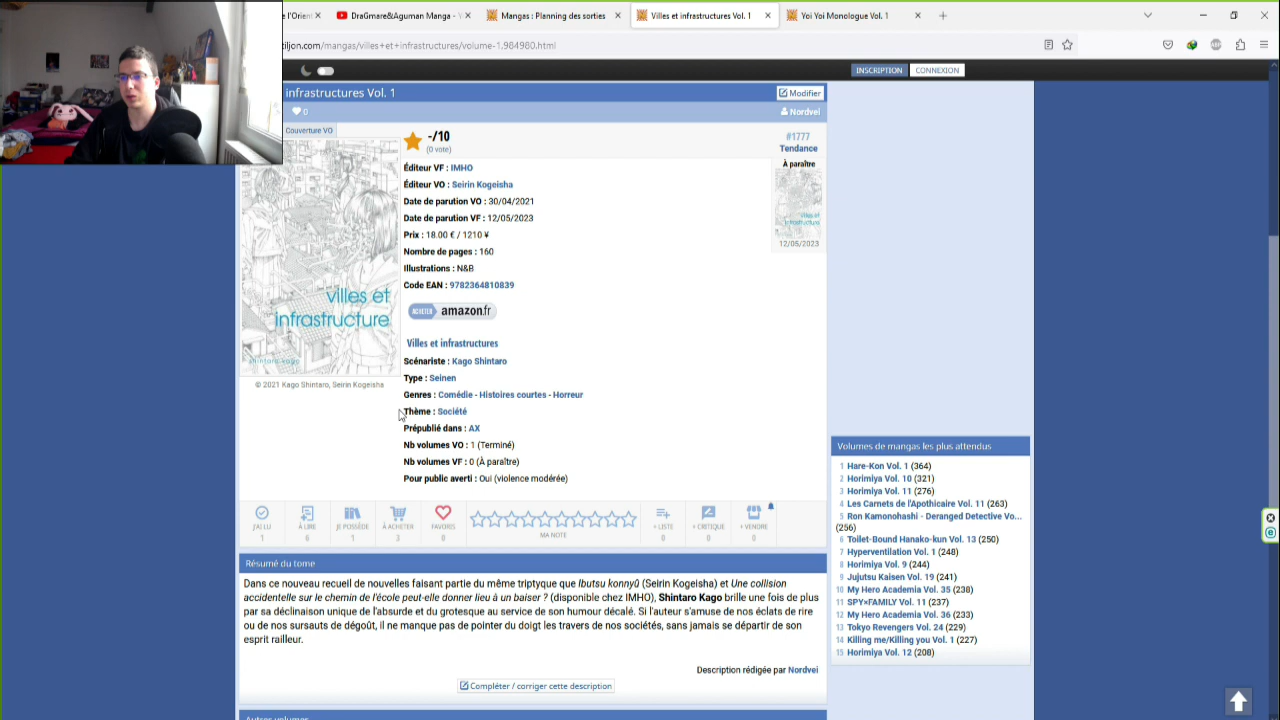 e l'Orient
DraGmare&Aguman Manga - Y
Mangas : Planning des sorties
Villes et infrastructures Vol. 1
Yoi Yoi Monologue Vol. 1
ziljon.com/mangas/villes+et+infrastructures/volume-1,984980.html
INSCRIPTION
CONNEXION
infrastructures Vol. 1
Modifier
0
Nordvei
Couverture VO
-/10
(0 vote)
#1777
Tendance
À paraître
12/05/2023
Éditeur VF : IMHO
Éditeur VO : Seirin Kogeisha
Date de parution VO : 30/04/2021
Date de parution VF : 12/05/2023
Prix : 18.00 € / 1210 ¥
Nombre de pages : 160
Illustrations : N&B
Code EAN : 9782364810839
ACHETER amazon.fr
villes et
infrastructure
shintaro kago
© 2021 Kago Shintaro, Seirin Kogeisha
Villes et infrastructures
Scénariste : Kago Shintaro
Type : Seinen
Genres : Comédie - Histoires courtes - Horreur
Thème : Société
Prépublié dans : AX
Nb volumes VO : 1 (Terminé)
Nb volumes VF : 0 (À paraître)
Pour public averti : Oui (violence modérée)
J'AI LU
1
À LIRE
6
JE POSSÈDE
1
À ACHETER
3
FAVORIS
0
MA NOTE
+ LISTE
0
+ CRITIQUE
0
+ VENDRE
0
Résumé du tome
Dans ce nouveau recueil de nouvelles faisant partie du même triptyque que Ibutsu konnyû (Seirin Kogeisha) et Une collision
accidentelle sur le chemin de l'école peut-elle donner lieu à un baiser ? (disponible chez IMHO), Shintaro Kago brille une fois de plus
par sa déclinaison unique de l'absurde et du grotesque au service de son humour décalé. Si l'auteur s'amuse de nos éclats de rire
ou de nos sursauts de dégoût, il ne manque pas de pointer du doigt les travers de nos sociétés, sans jamais se départir de son
esprit railleur.
Description rédigée par Nordvei
Compléter / corriger cette description
Autres volumes
Volumes de mangas les plus attendus
1 Hare-Kon Vol. 1 (364)
2 Horimiya Vol. 10 (321)
3 Horimiya Vol. 11 (276)
4 Les Carnets de l'Apothicaire Vol. 11 (263)
5 Ron Kamonohashi - Deranged Detective Vo...
(256)
6 Toilet-Bound Hanako-kun Vol. 13 (250)
7 Hyperventilation Vol. 1 (248)
8 Horimiya Vol. 9 (244)
9 Jujutsu Kaisen Vol. 19 (241)
10 My Hero Academia Vol. 35 (238)
11 SPY×FAMILY Vol. 11 (237)
12 My Hero Academia Vol. 36 (233)
13 Tokyo Revengers Vol. 24 (229)
14 Killing me/Killing you Vol. 1 (227)
15 Horimiya Vol. 12 (208)